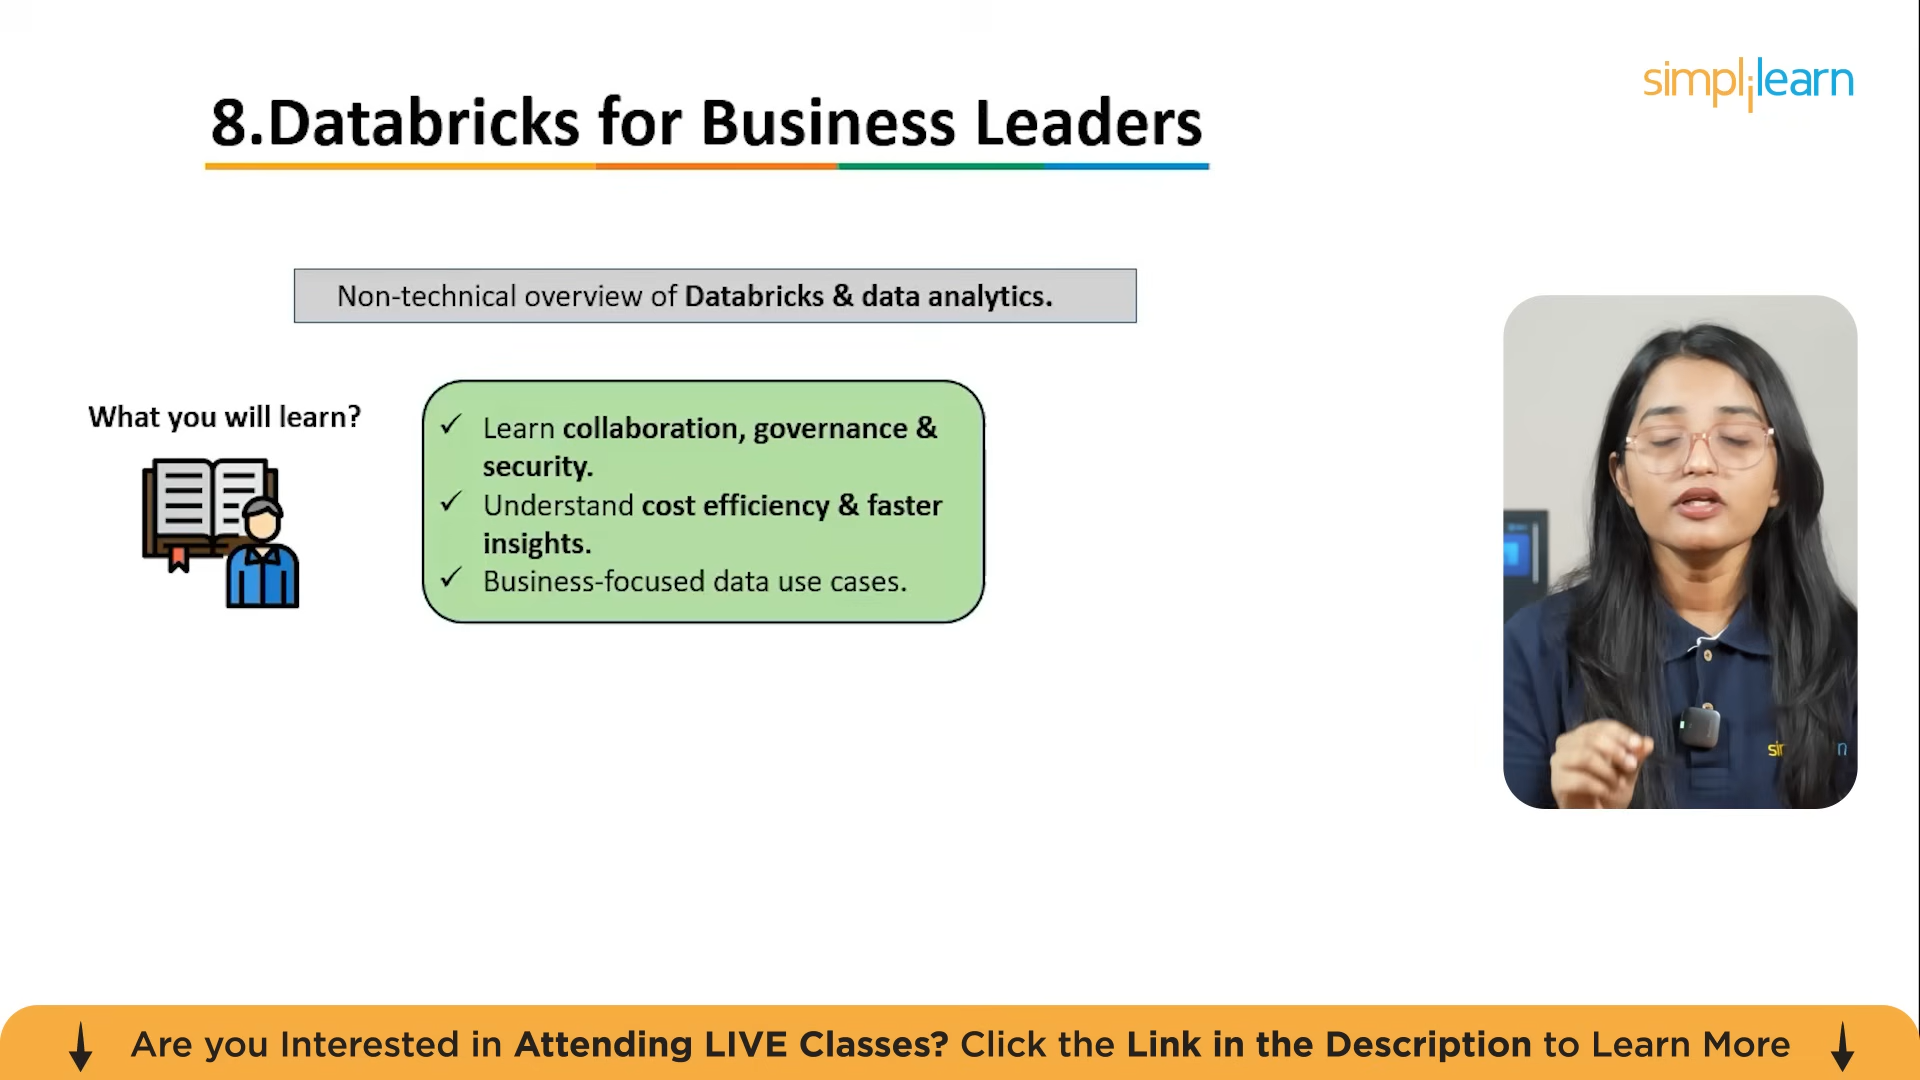 simplilearn
8.Databricks for Business Leaders
Non-technical overview of Databricks & data analytics.
What you will learn?
✓ Learn collaboration, governance &
security.
✓ Understand cost efficiency & faster
insights.
✓ Business-focused data use cases.
Are you Interested in Attending LIVE Classes? Click the Link in the Description to Learn More